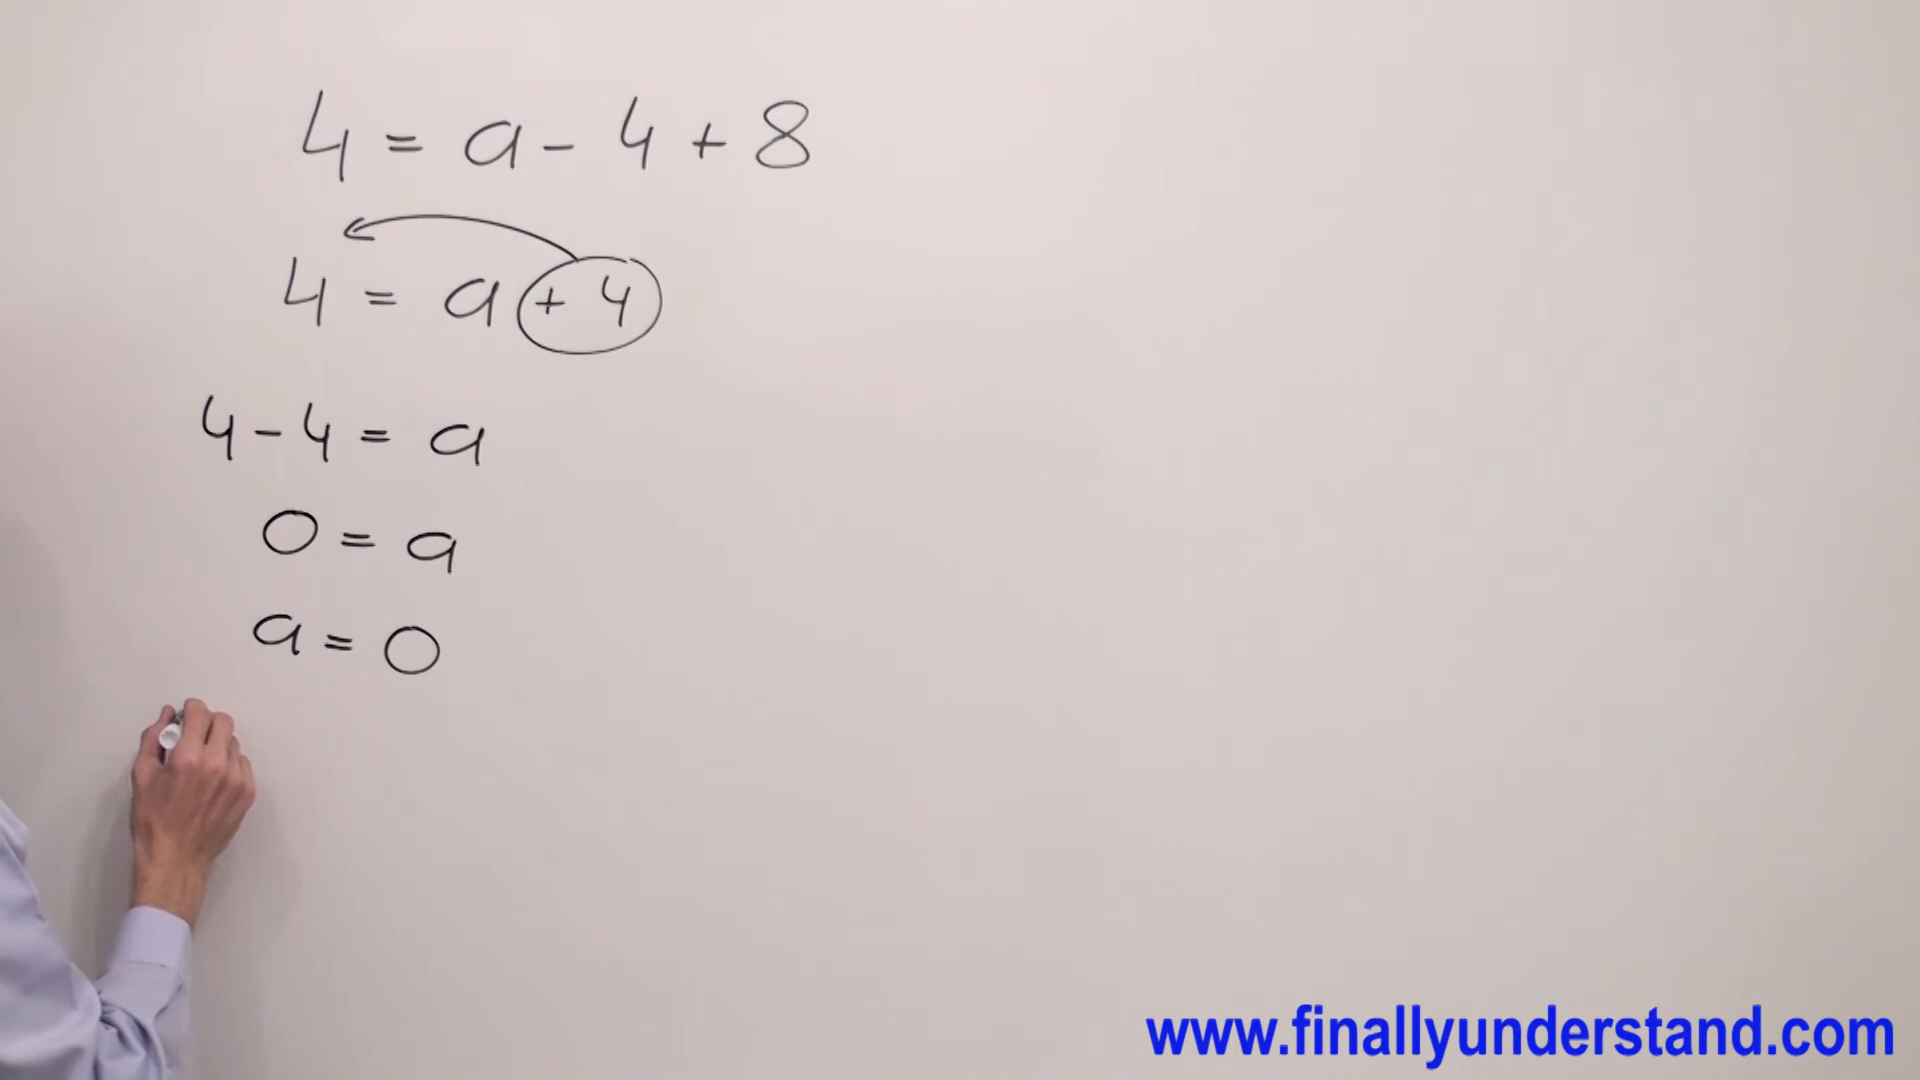 4 = a - 4 + 8
4 = a + 4
4 - 4 = a
0 = a
a = 0
www.finallyunderstand.com